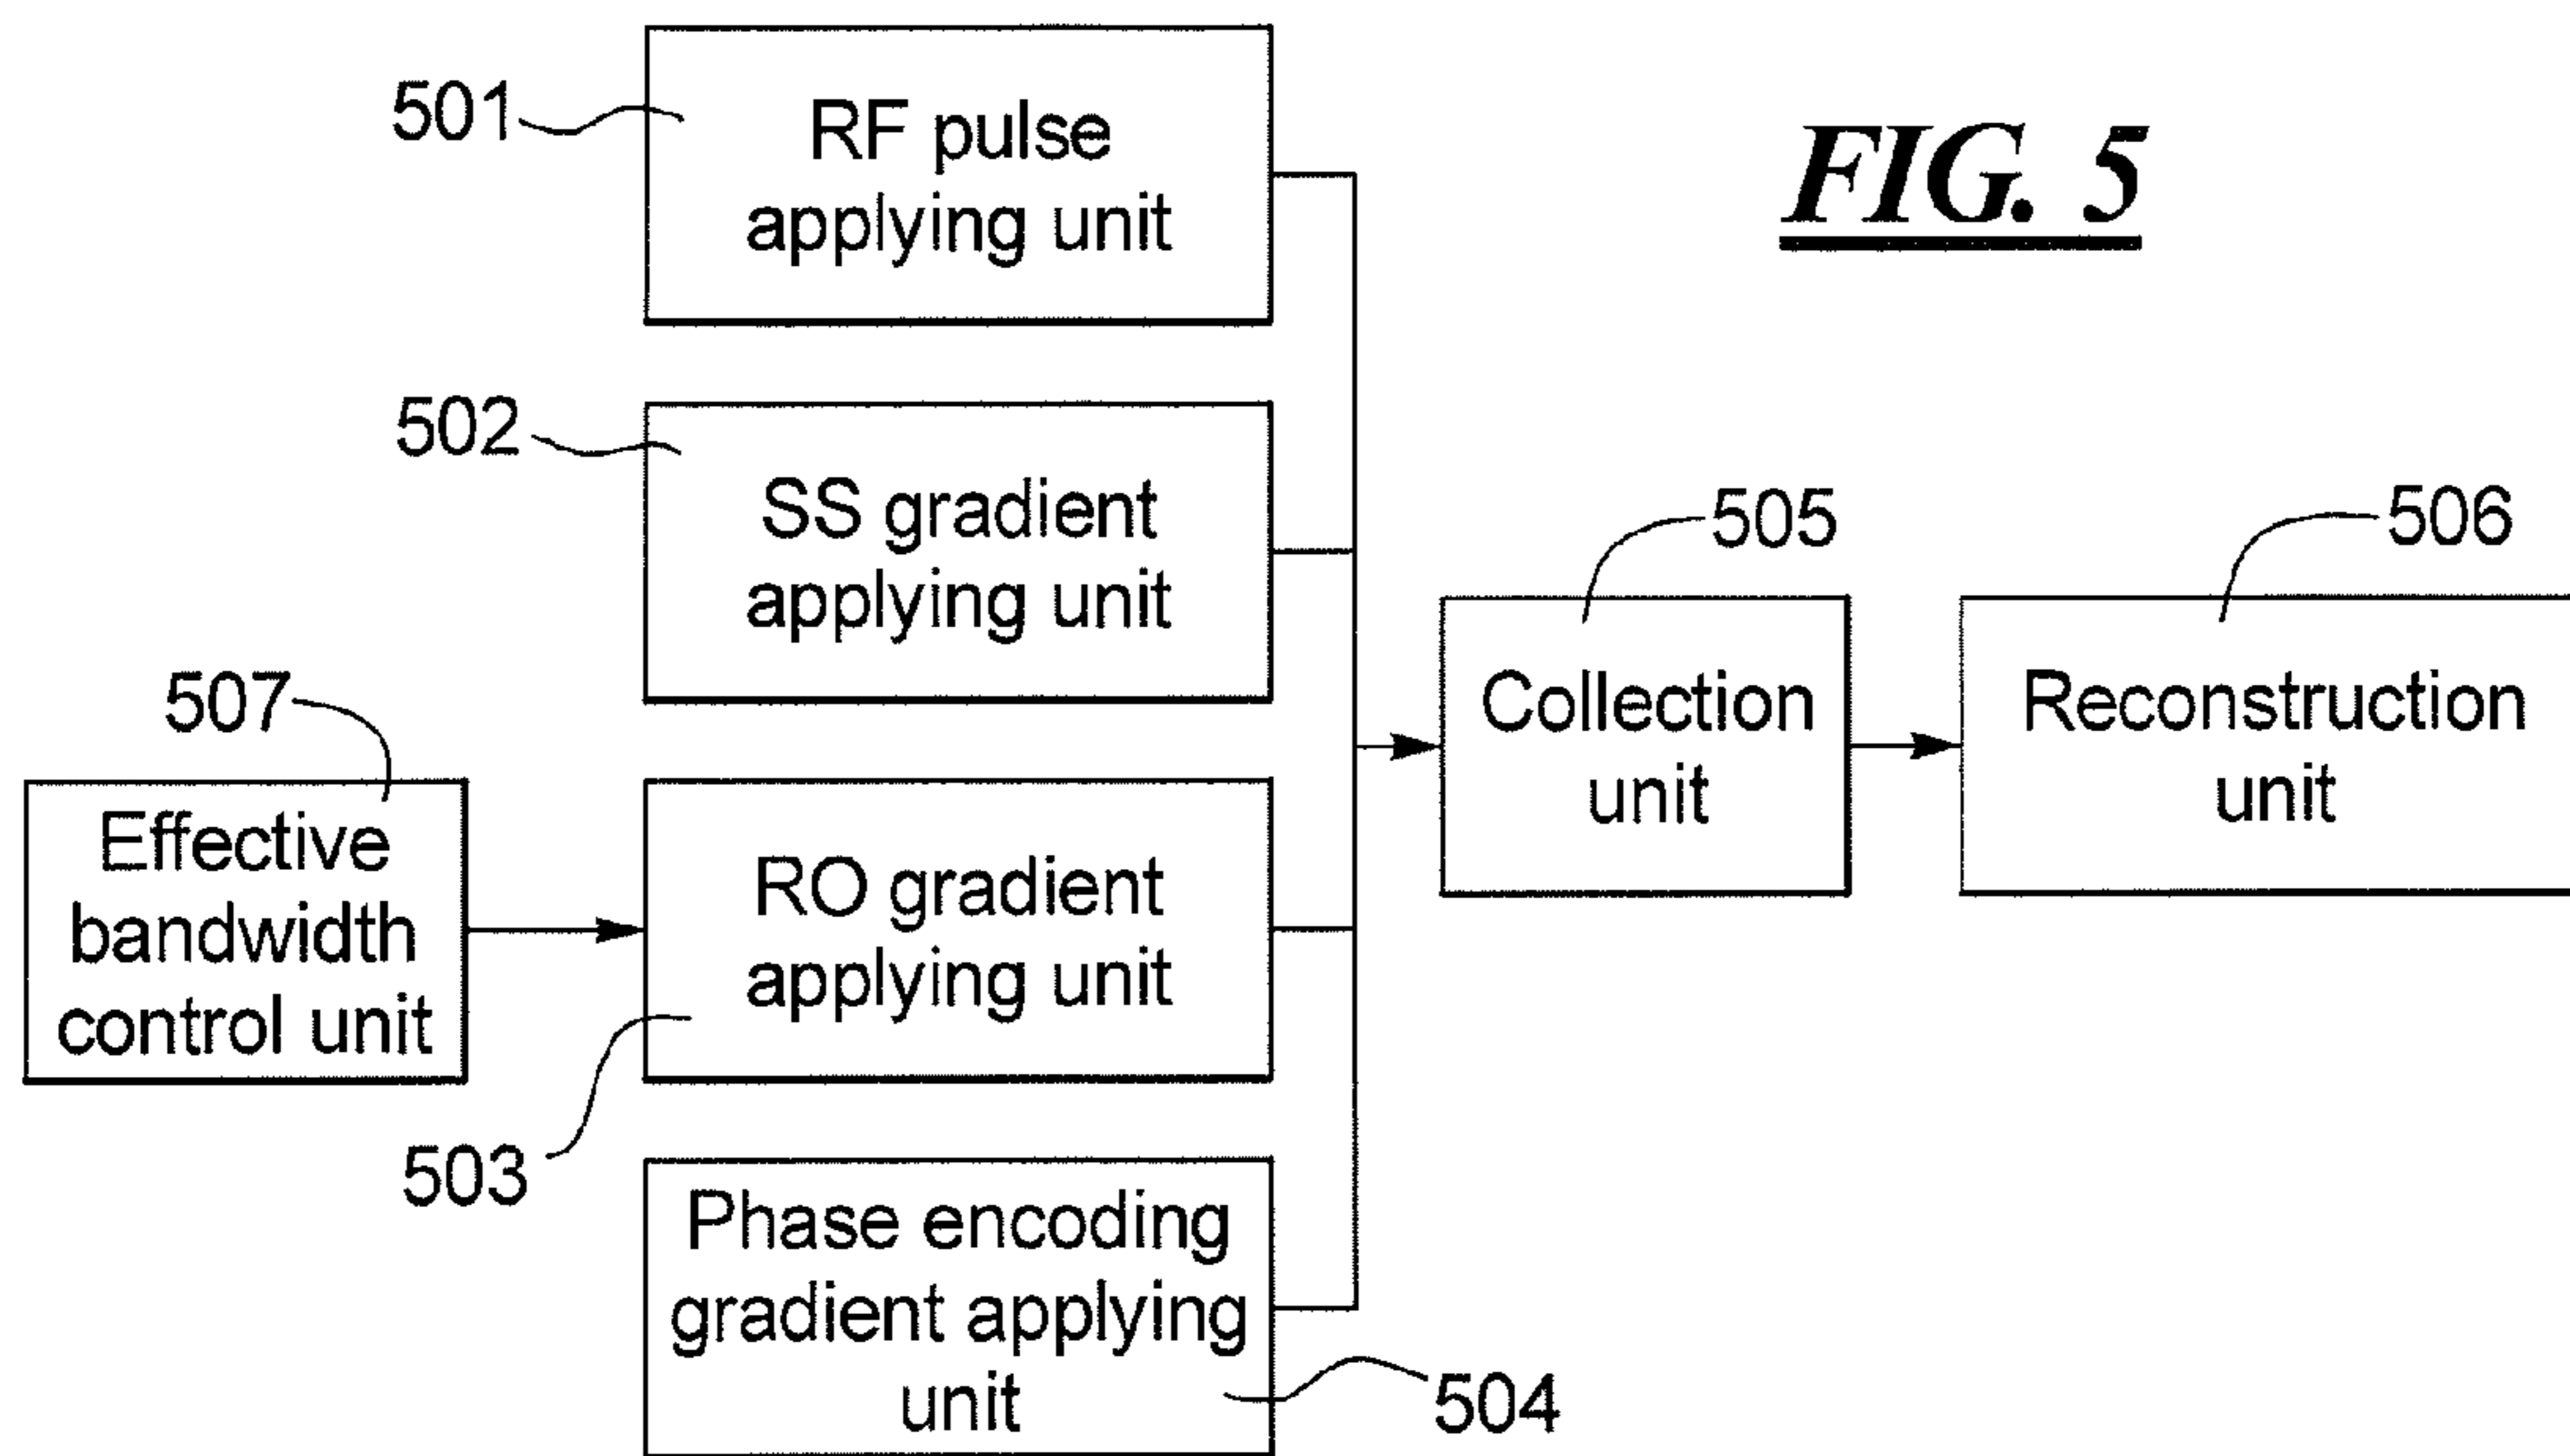 501
RF pulse
applying unit
FIG. 5
502
SS gradient
applying unit
505
506
Collection
unit
Reconstruction
unit
507
Effective
bandwidth
control unit
RO gradient
applying unit
503
Phase encoding
gradient applying
unit
504